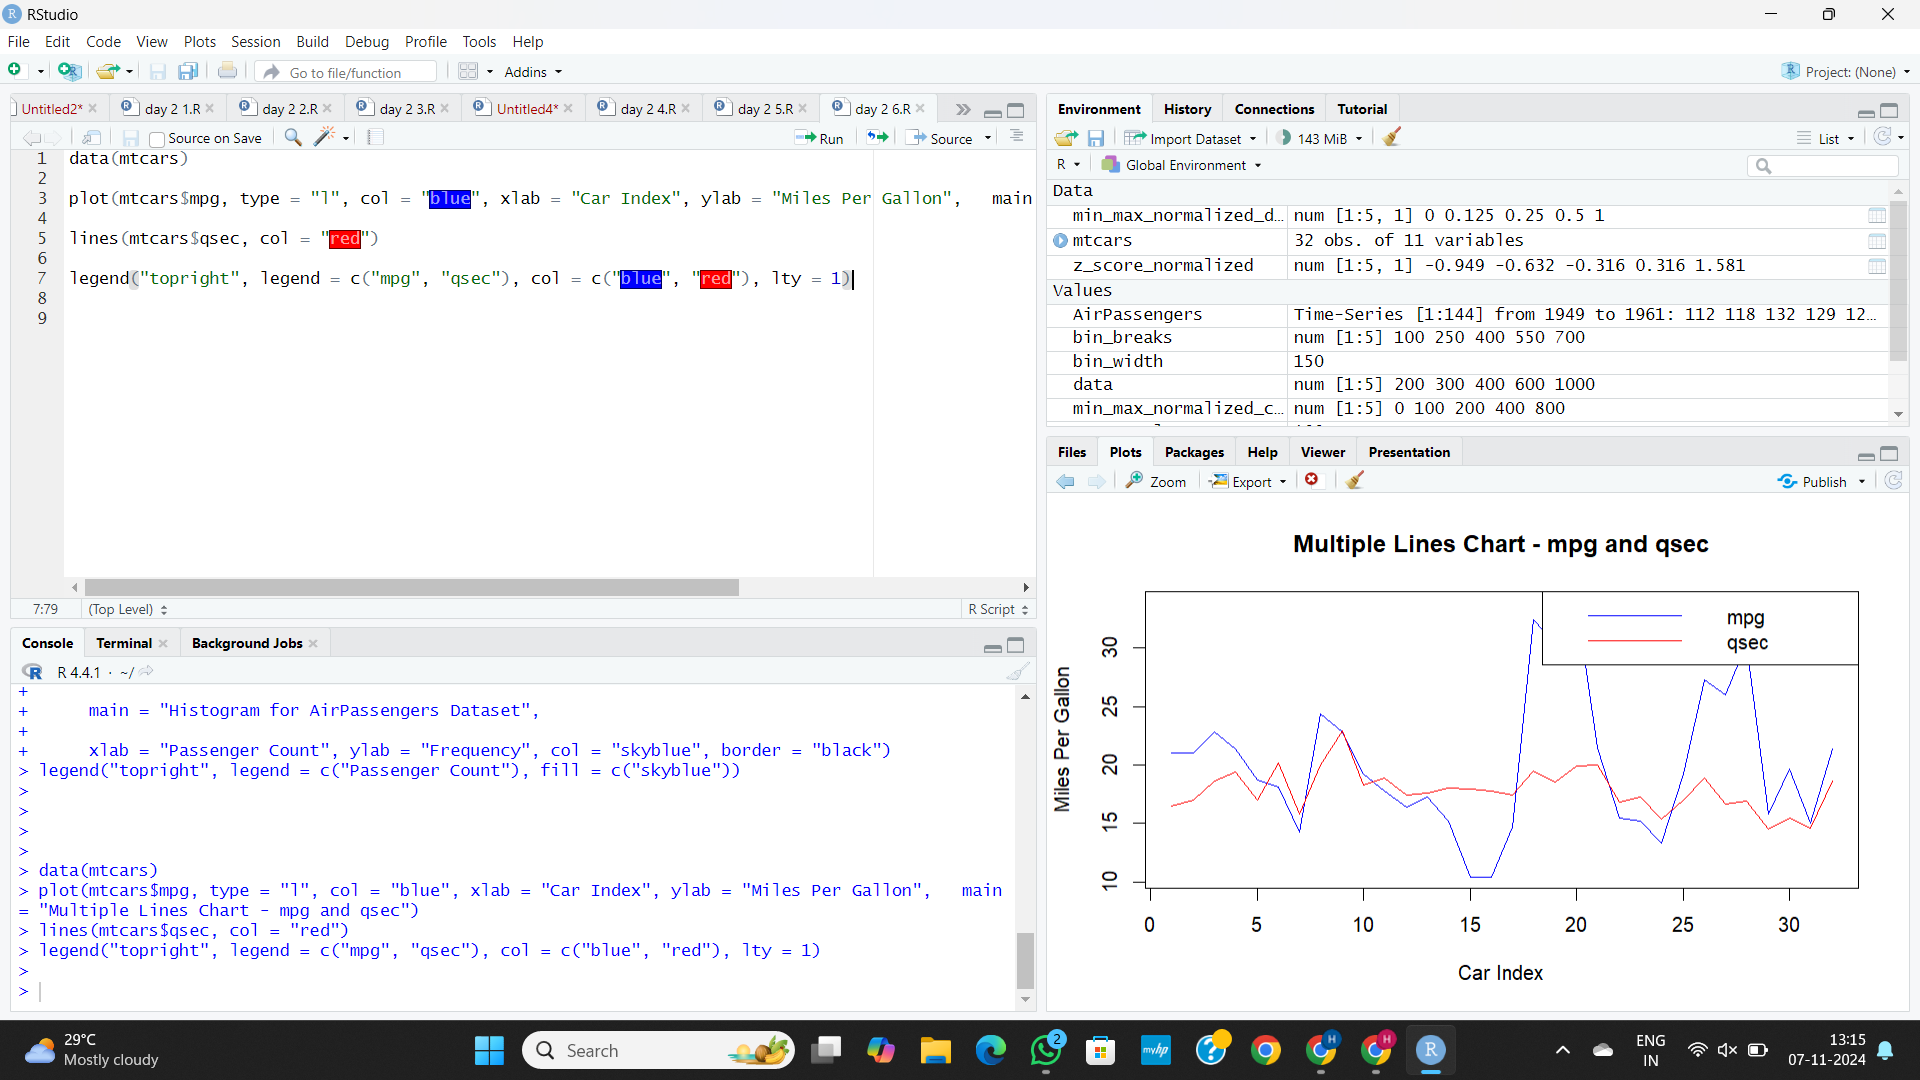 RStudio
File Edit Code View Plots Session Build Debug Profile Tools Help
Go to file/function Addins Project: (None)
Untitled2* day 2 1.R day 2 2.R day 2 3.R Untitled4* day 2 4.R day 2 5.R day 2 6.R
Source on Save Run Source
1 data(mtcars)
2
3 plot(mtcars$mpg, type = "l", col = "blue", xlab = "Car Index", ylab = "Miles Per Gallon", main
4
5 lines(mtcars$qsec, col = "red")
6
7 legend("topright", legend = c("mpg", "qsec"), col = c("blue", "red"), lty = 1)
8
9
7:79 (Top Level) R Script
Console Terminal Background Jobs
R 4.4.1 · ~/
+
+ main = "Histogram for AirPassengers Dataset",
+
+ xlab = "Passenger Count", ylab = "Frequency", col = "skyblue", border = "black")
> legend("topright", legend = c("Passenger Count"), fill = c("skyblue"))
>
>
>
>
> data(mtcars)
> plot(mtcars$mpg, type = "l", col = "blue", xlab = "Car Index", ylab = "Miles Per Gallon", main
= "Multiple Lines Chart - mpg and qsec")
> lines(mtcars$qsec, col = "red")
> legend("topright", legend = c("mpg", "qsec"), col = c("blue", "red"), lty = 1)
>
>
Environment History Connections Tutorial
Import Dataset 143 MiB List
R Global Environment
Data
min_max_normalized_d… num [1:5, 1] 0 0.125 0.25 0.5 1
mtcars 32 obs. of 11 variables
z_score_normalized num [1:5, 1] -0.949 -0.632 -0.316 0.316 1.581
Values
AirPassengers Time-Series [1:144] from 1949 to 1961: 112 118 132 129 12…
bin_breaks num [1:5] 100 250 400 550 700
bin_width 150
data num [1:5] 200 300 400 600 1000
min_max_normalized_c… num [1:5] 0 100 200 400 800
Files Plots Packages Help Viewer Presentation
Zoom Export Publish
Multiple Lines Chart - mpg and qsec
mpg
qsec
Miles Per Gallon
30
25
20
15
10
0 5 10 15 20 25 30
Car Index
29°C
Mostly cloudy
Search
2
myhp
H
H
R
ENG
IN
13:15
07-11-2024